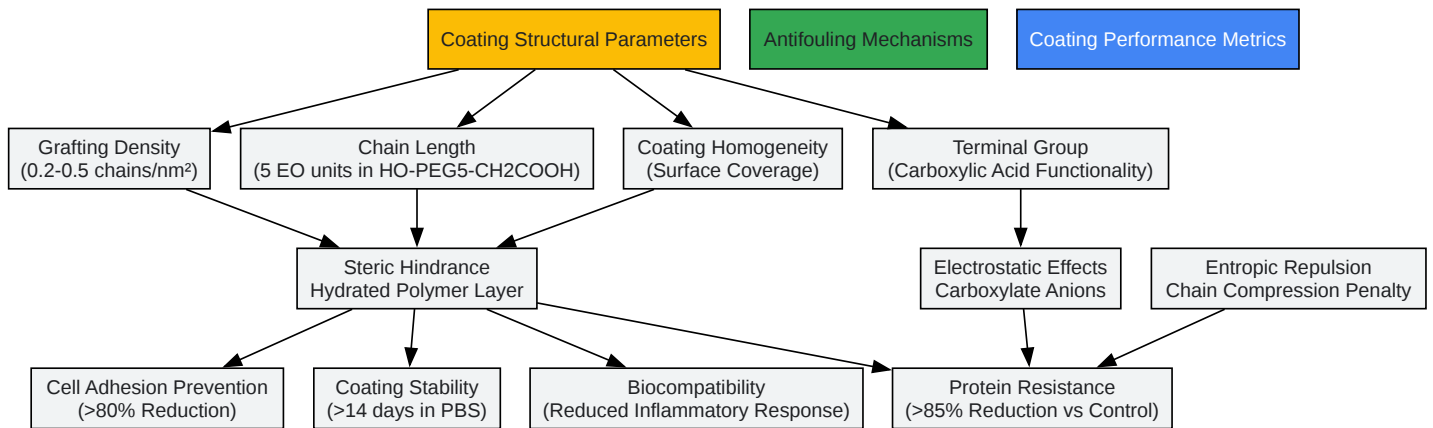 Coating Structural Parameters
Antifouling Mechanisms
Coating Performance Metrics
Grafting Density
(0.2-0.5 chains/nm²)
Chain Length
(5 EO units in HO-PEG5-CH2COOH)
Coating Homogeneity
(Surface Coverage)
Terminal Group
(Carboxylic Acid Functionality)
Steric Hindrance
Hydrated Polymer Layer
Electrostatic Effects
Carboxylate Anions
Entropic Repulsion
Chain Compression Penalty
Cell Adhesion Prevention
(>80% Reduction)
Coating Stability
(>14 days in PBS)
Biocompatibility
(Reduced Inflammatory Response)
Protein Resistance
(>85% Reduction vs Control)